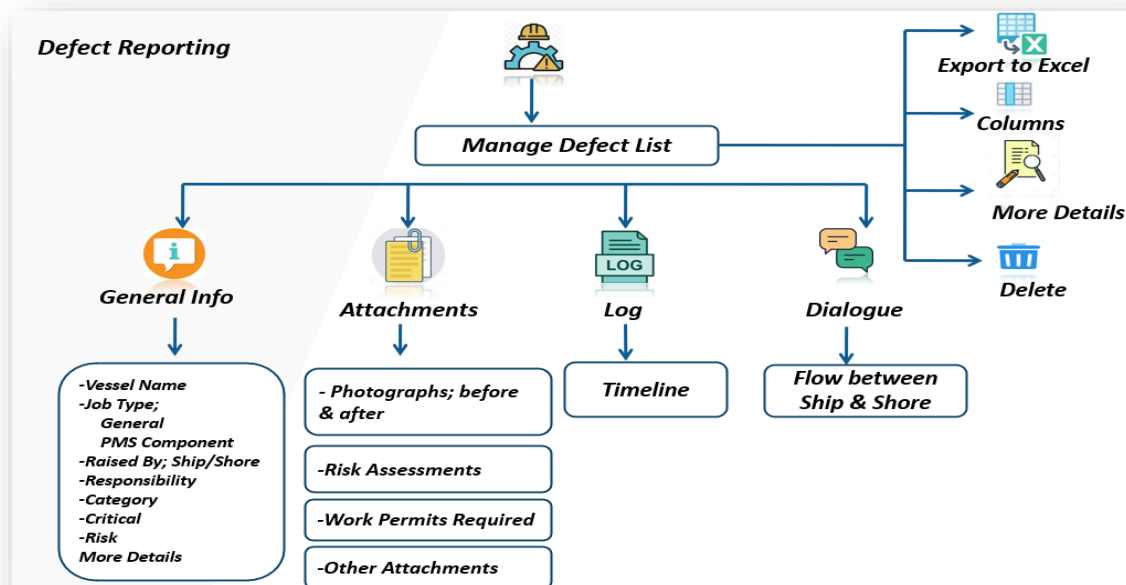 Defect Reporting
Export to Excel
Columns
Manage Defect List
More Details
Delete
General Info
Attachments
LOG
Log
Dialogue
-Vessel Name
-Job Type;
General
PMS Component
-Raised By; Ship/Shore
-Responsibility
-Category
-Critical
-Risk
More Details
- Photographs; before
& after
-Risk Assessments
-Work Permits Required
-Other Attachments
Timeline
Flow between
Ship & Shore